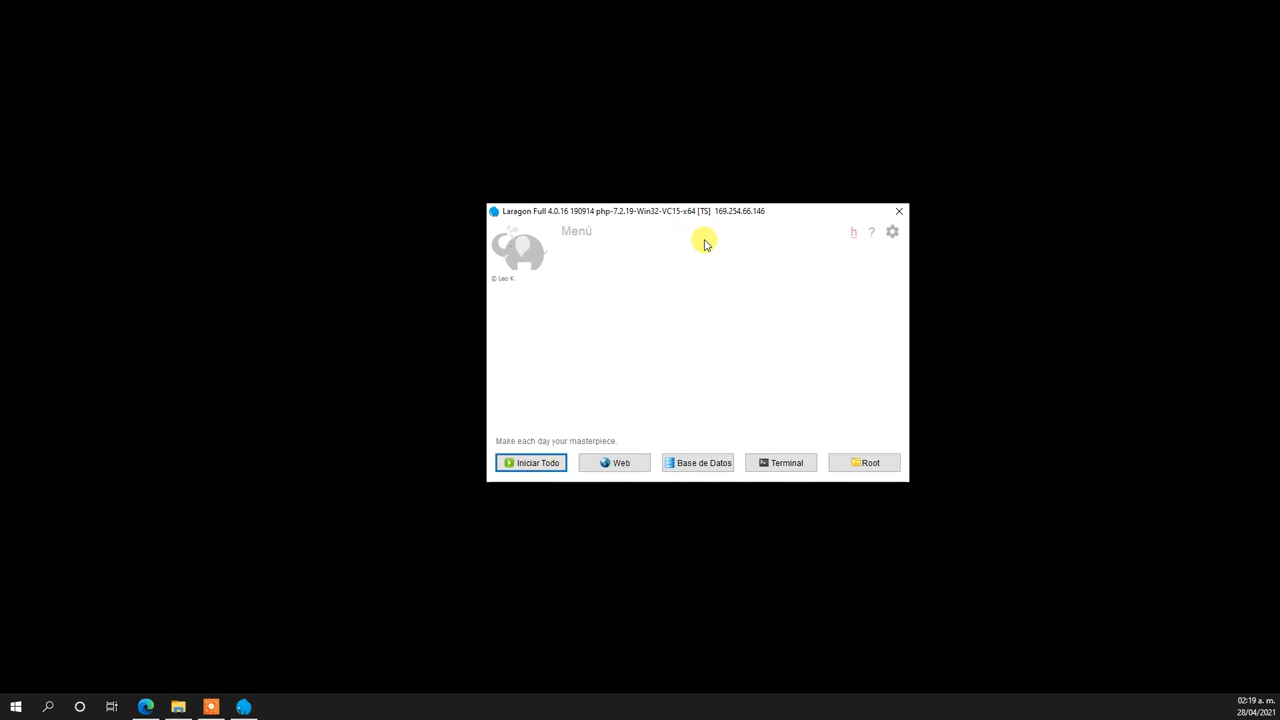 Laragon Full 4.0.16 190914 php-7.2.19-Win32-VC15-x64 [TS] 169.254.66.146
Menú
h ?
© Leo K
Make each day your masterpiece.
Iniciar Todo
Web
Base de Datos
Terminal
Root
02:19 a. m.
28/04/2021